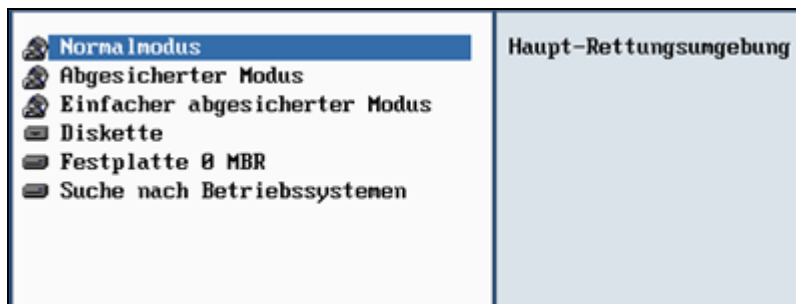 Normalmodus
Abgesicherter Modus
Einfacher abgesicherter Modus
Diskette
Festplatte 0 MBR
Suche nach Betriebssystemen
Haupt-Rettungsumgebung